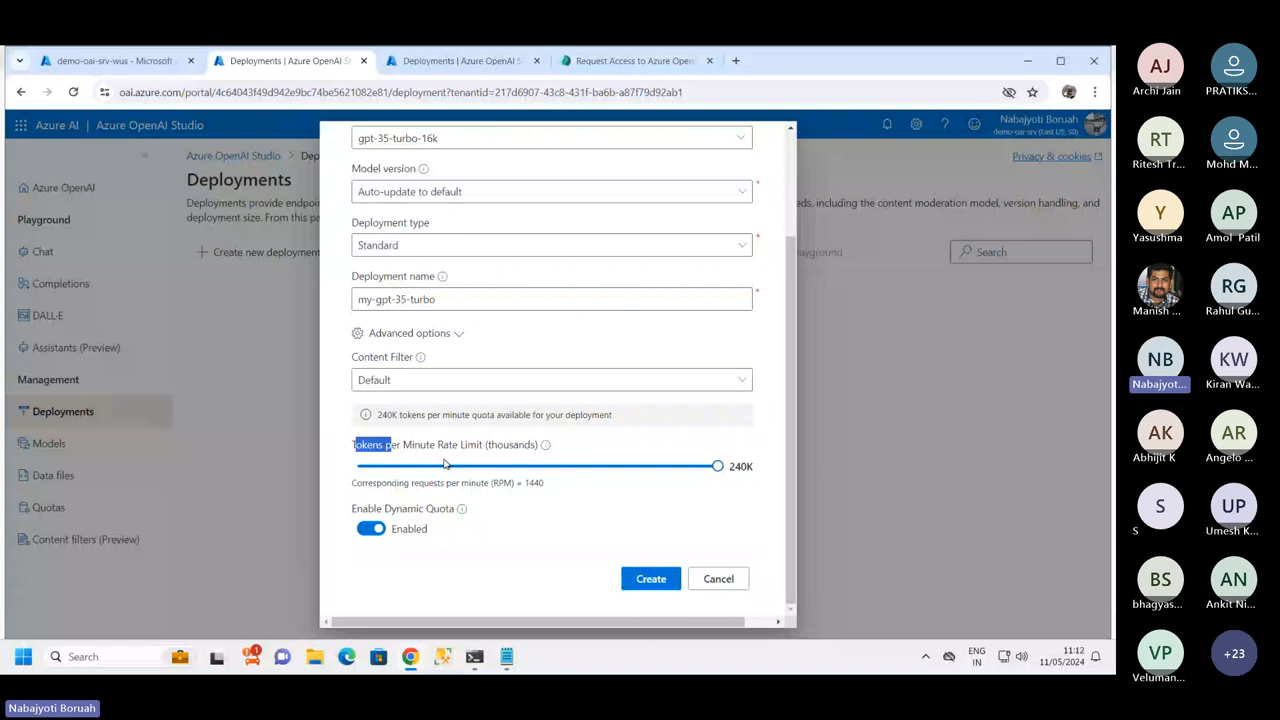 demo-oai-srv-wus - Microsoft
Deployments | Azure OpenAI St
Deployments | Azure OpenAI S
Request Access to Azure Open
oai.azure.com/portal/4c64043f49d942e9bc74be5621082e81/deployment?tenantid=217d6907-43c8-431f-ba6b-a87f79d92ab1
Azure AI | Azure OpenAI Studio
Nabajyoti Boruah
demo-oai-srv (East US, S0)
Azure OpenAI Studio
Dep
Privacy & cookies
Deployments
Deployments provide endpoin
eds, including the content moderation model, version handling, and
deployment size. From this pa
Create new deployment
layground
Search
Azure OpenAI
Playground
Chat
Completions
DALL-E
Assistants (Preview)
Management
Deployments
Models
Data files
Quotas
Content filters (Preview)
gpt-35-turbo-16k
Model version
*
Auto-update to default
Deployment type
*
Standard
Deployment name
*
my-gpt-35-turbo
Advanced options
Content Filter
Default
240K tokens per minute quota available for your deployment
Tokens per Minute Rate Limit (thousands)
240K
Corresponding requests per minute (RPM) = 1440
Enable Dynamic Quota
Enabled
Create
Cancel
Search
1
ENG
IN
11:12
11/05/2024
AJ
Archi Jain
PRATIKS...
RT
Ritesh Tr...
Mohd M...
Y
Yasushma
AP
Amol Patil
Manish ...
RG
Rahul Gu...
NB
Nabajyot...
KW
Kiran Wa...
AK
Abhijit K
AR
Angelo ...
S
S
UP
Umesh K...
BS
bhagyas...
AN
Ankit Ni...
VP
Veluman...
+23
Nabajyoti Boruah